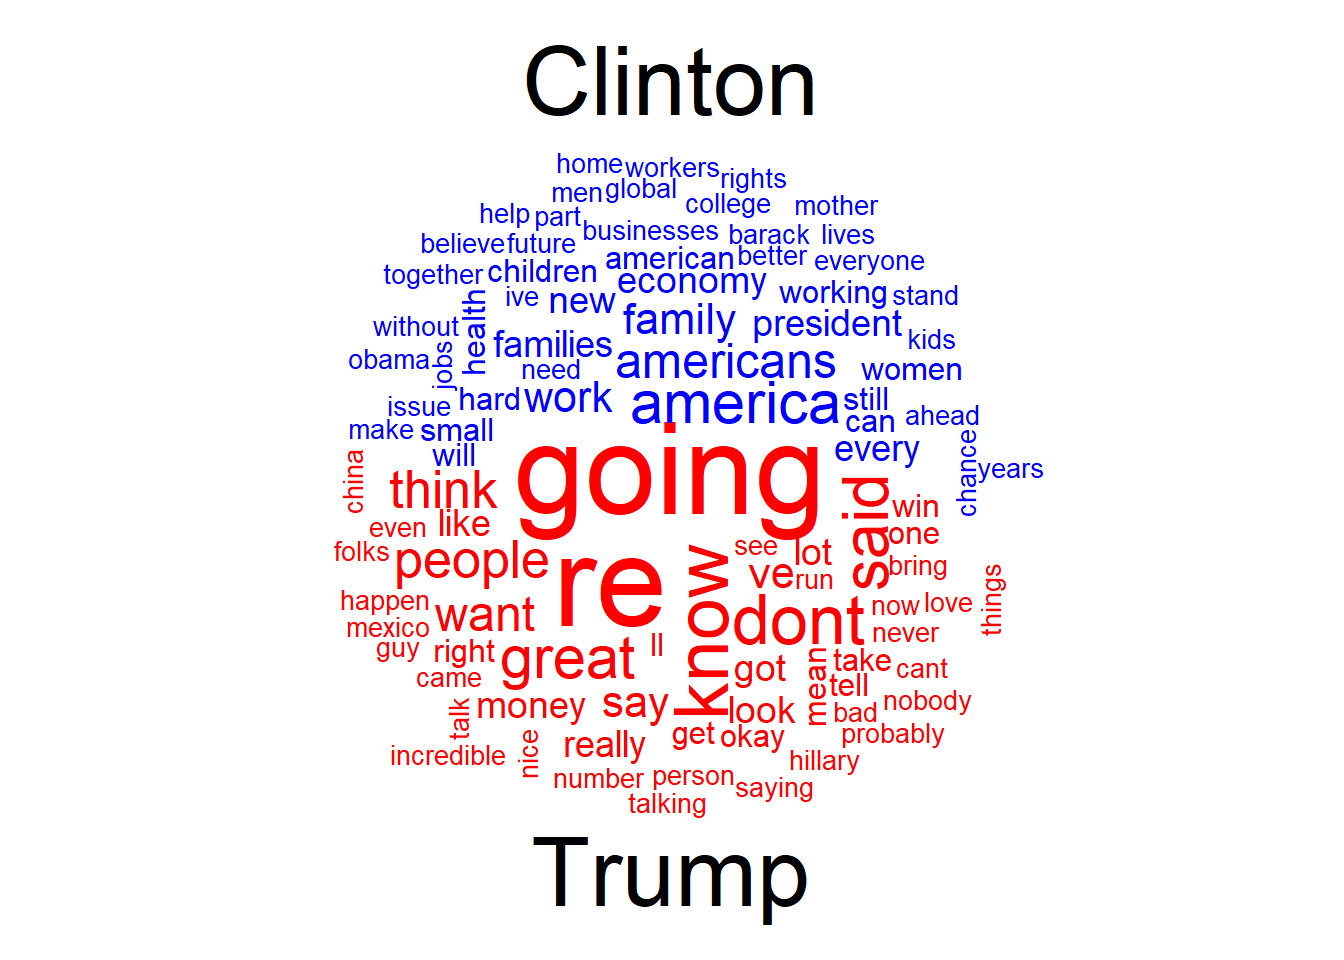 Clinton
home workers rights
men global college mother
help part businesses barack lives
believe future american better everyone
together children economy working stand
health ive new family president
without families americans kids
obama jobs need women
issue hard work america still
make small can ahead
will every chance years
china think going said win
even like see lot one
folks people re know ve run bring
happen want dont now love things
mexico never
guy right great ll got mean take cant
came tell
talk money say look bad nobody
incredible nice really get okay probably
number person hillary
talking saying
Trump